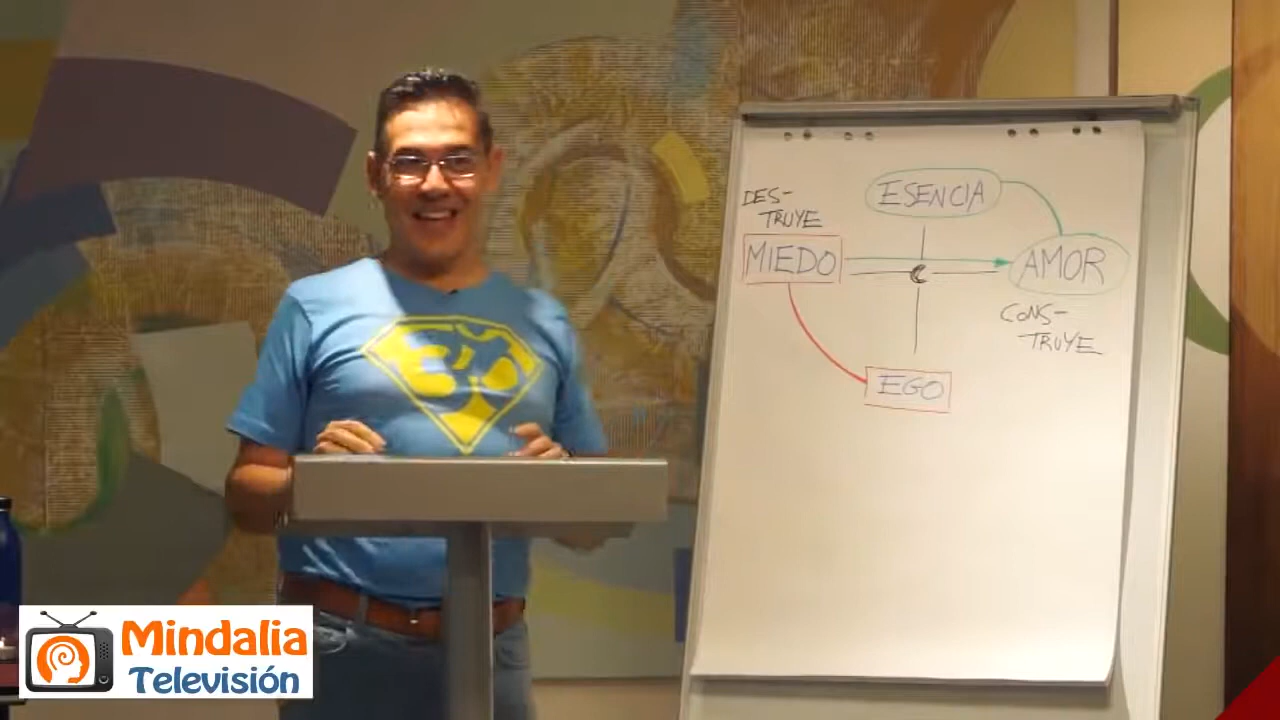 DES-
TRUYE
MIEDO
ESENCIA
AMOR
CONS-
TRUYE
EGO
Mindalia
Televisión